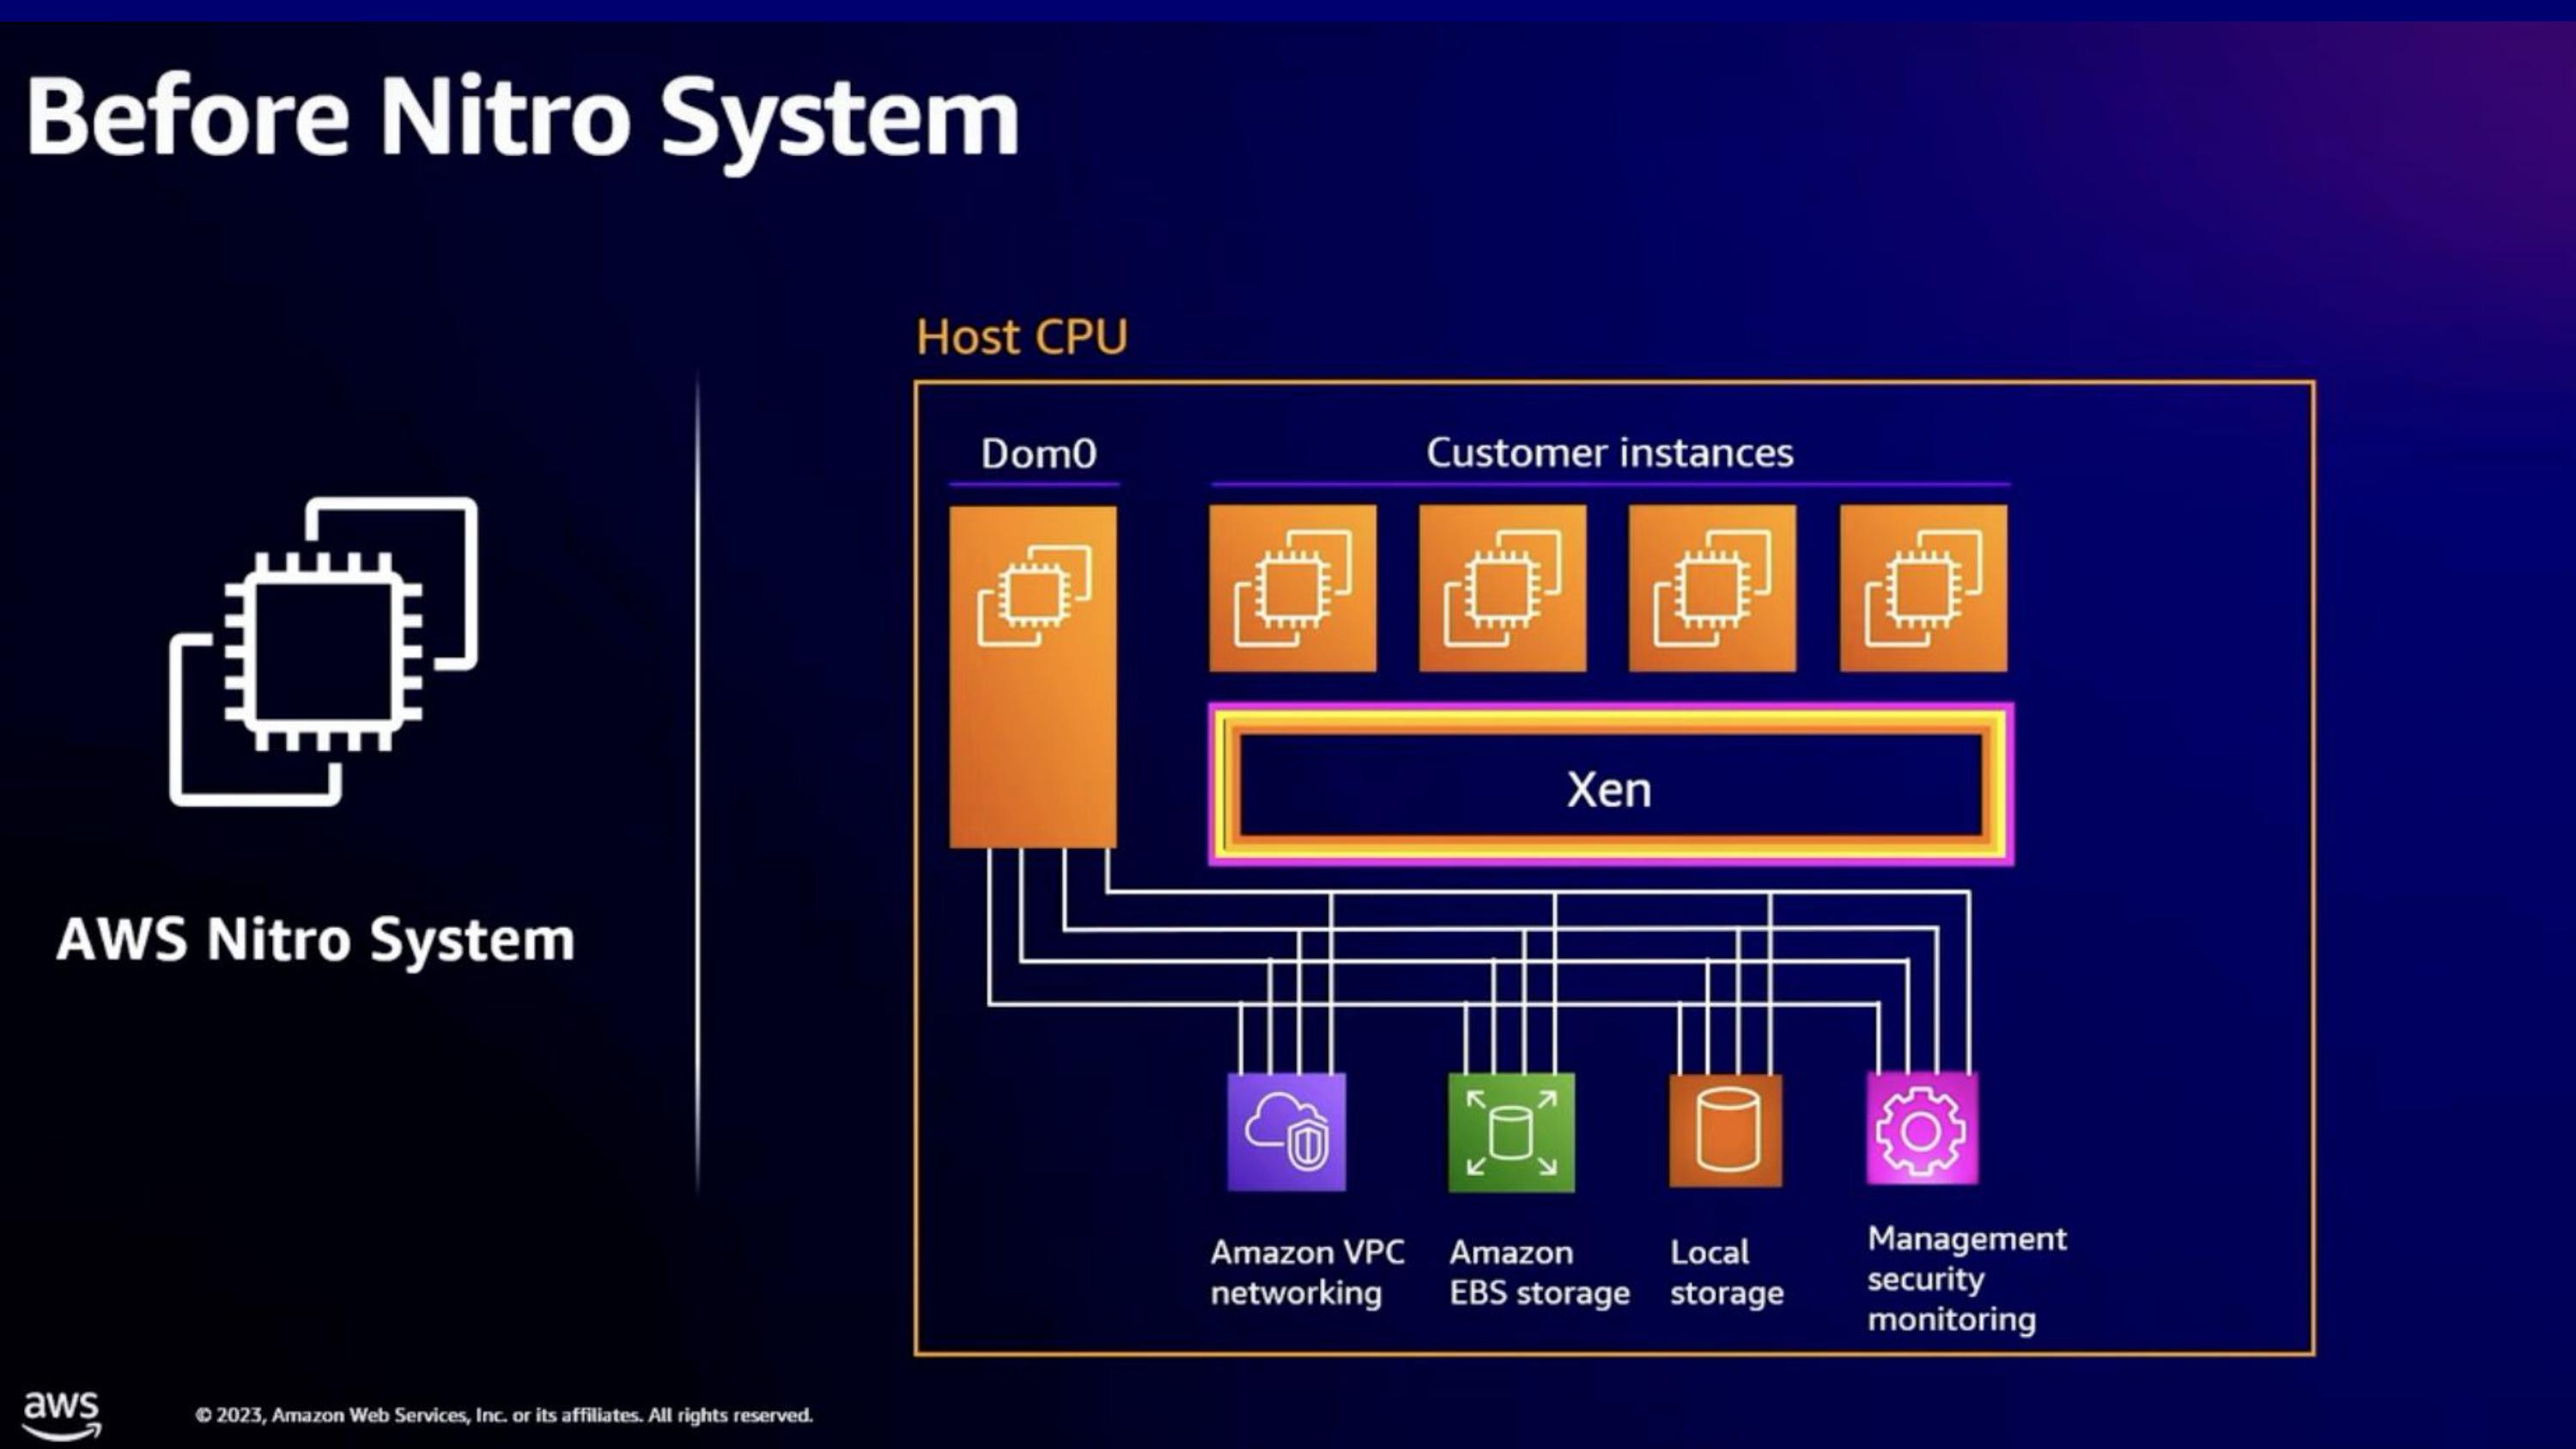 Before Nitro System
AWS Nitro System
Host CPU
Dom0
Customer instances
Xen
Amazon VPC
networking
Amazon
EBS storage
Local
storage
Management
security
monitoring
aws
© 2023, Amazon Web Services, Inc. or its affiliates. All rights reserved.